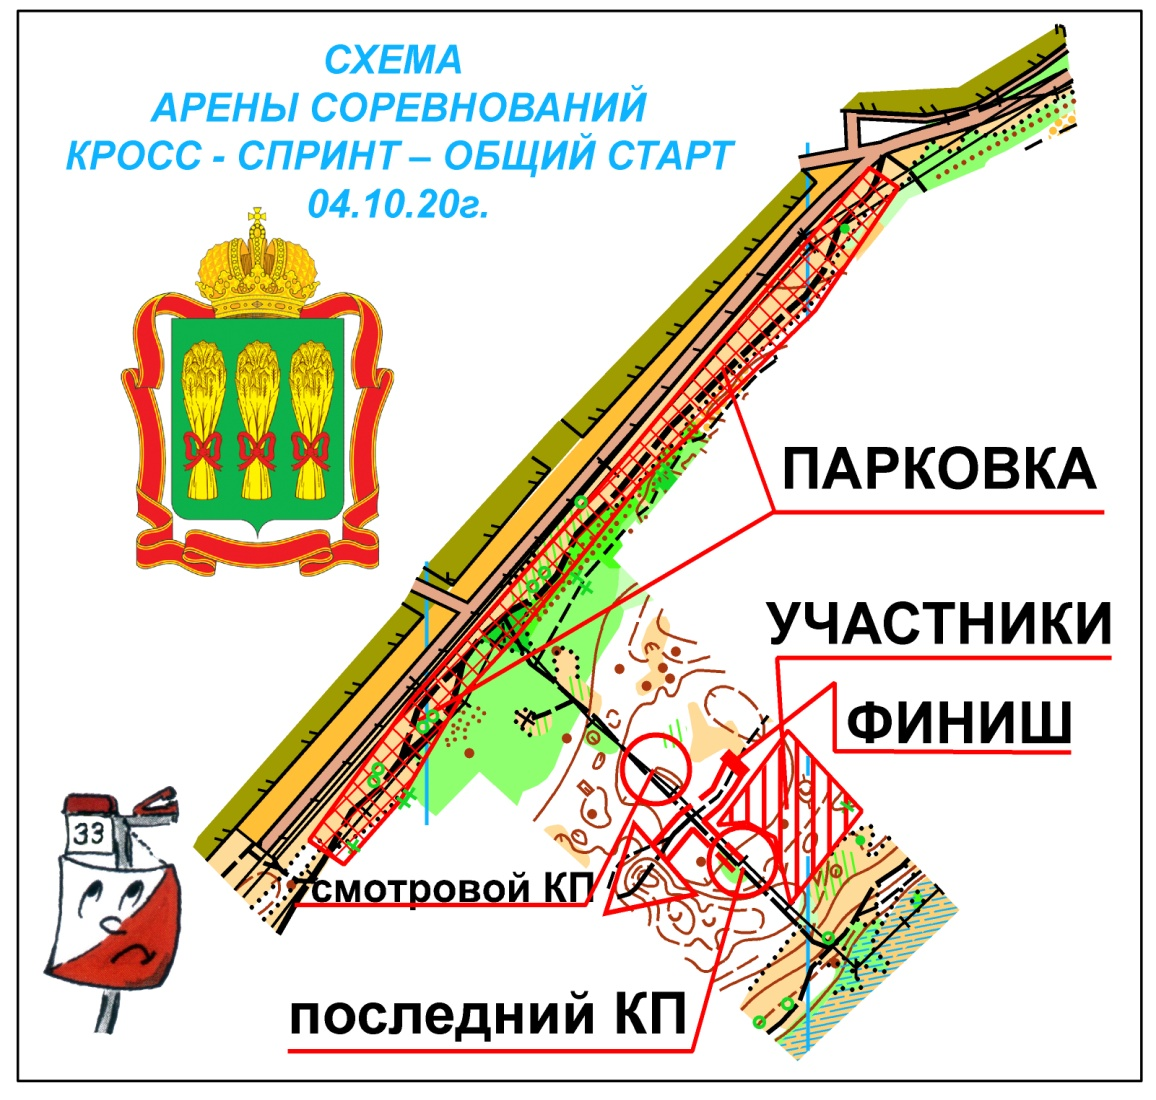 СХЕМА
АРЕНЫ СОРЕВНОВАНИЙ
КРОСС - СПРИНТ – ОБЩИЙ СТАРТ
04.10.20г.
ПАРКОВКА
УЧАСТНИКИ
ФИНИШ
33
смотровой КП
последний КП